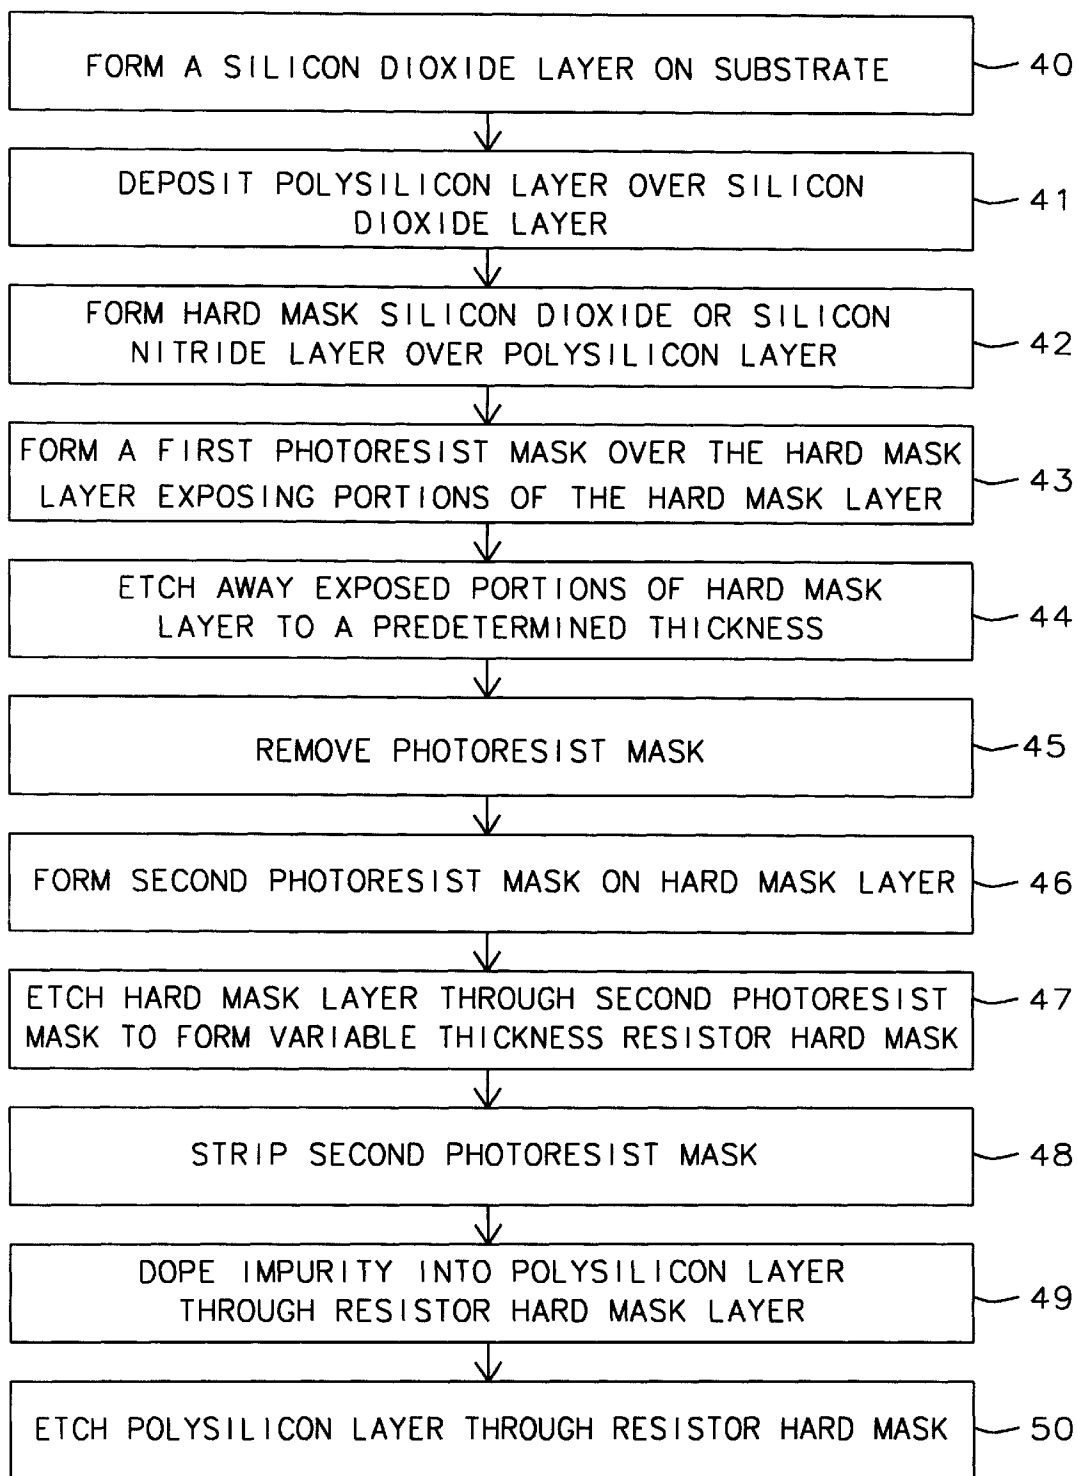 FORM A SILICON DIOXIDE LAYER ON SUBSTRATE
40
DEPOSIT POLYSILICON LAYER OVER SILICON
DIOXIDE LAYER
41
FORM HARD MASK SILICON DIOXIDE OR SILICON
NITRIDE LAYER OVER POLYSILICON LAYER
42
FORM A FIRST PHOTORESIST MASK OVER THE HARD MASK
LAYER EXPOSING PORTIONS OF THE HARD MASK LAYER
43
ETCH AWAY EXPOSED PORTIONS OF HARD MASK
LAYER TO A PREDETERMINED THICKNESS
44
REMOVE PHOTORESIST MASK
45
FORM SECOND PHOTORESIST MASK ON HARD MASK LAYER
46
ETCH HARD MASK LAYER THROUGH SECOND PHOTORESIST
MASK TO FORM VARIABLE THICKNESS RESISTOR HARD MASK
47
STRIP SECOND PHOTORESIST MASK
48
DOPE IMPURITY INTO POLYSILICON LAYER
THROUGH RESISTOR HARD MASK LAYER
49
ETCH POLYSILICON LAYER THROUGH RESISTOR HARD MASK
50